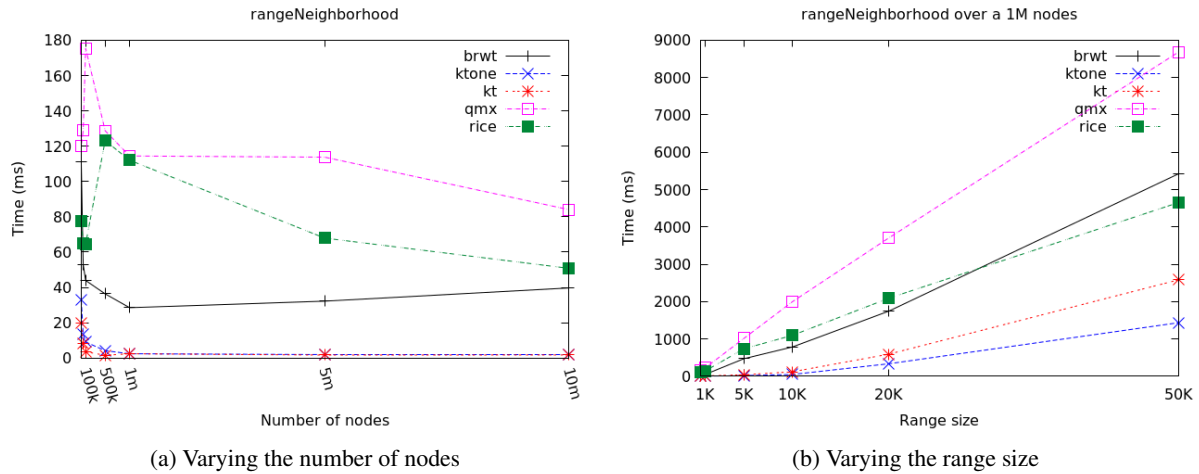 rangeNeighborhood
180
160
140
120
100
80
60
40
20
0
Time (ms)
brwt
ktone
kt
qmx
rice
100k
500k
1m
5m
10m
Number of nodes
(a) Varying the number of nodes
rangeNeighborhood over a 1M nodes
9000
8000
7000
6000
5000
4000
3000
2000
1000
0
Time (ms)
brwt
ktone
kt
qmx
rice
1K
5K
10K
20K
50K
Range size
(b) Varying the range size